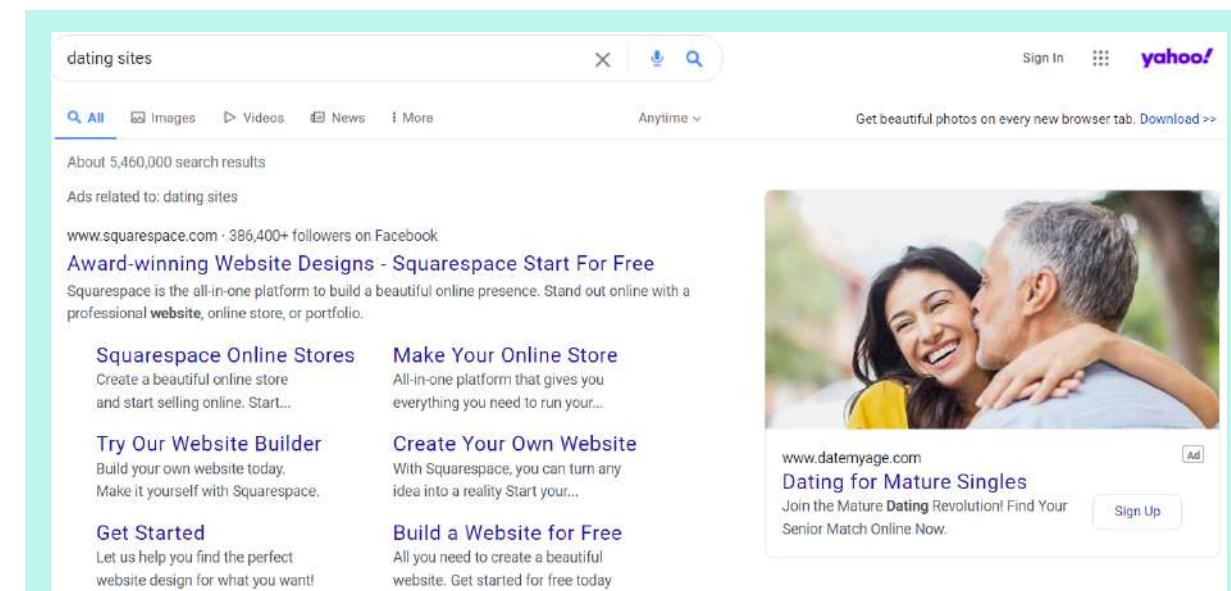 dating sites
Sign In
yahoo!
All
Images
Videos
News
More
Anytime
Get beautiful photos on every new browser tab. Download >>
About 5,460,000 search results
Ads related to: dating sites
www.squarespace.com · 386,400+ followers on Facebook
Award-winning Website Designs - Squarespace Start For Free
Squarespace is the all-in-one platform to build a beautiful online presence. Stand out online with a
professional website, online store, or portfolio.
Squarespace Online Stores
Create a beautiful online store
and start selling online. Start...
Make Your Online Store
All-in-one platform that gives you
everything you need to run your...
Try Our Website Builder
Build your own website today.
Make it yourself with Squarespace.
Create Your Own Website
With Squarespace, you can turn any
idea into a reality Start your...
Get Started
Let us help you find the perfect
website design for what you want!
Build a Website for Free
All you need to create a beautiful
website. Get started for free today
www.datemyage.com
Ad
Dating for Mature Singles
Join the Mature Dating Revolution! Find Your
Senior Match Online Now.
Sign Up